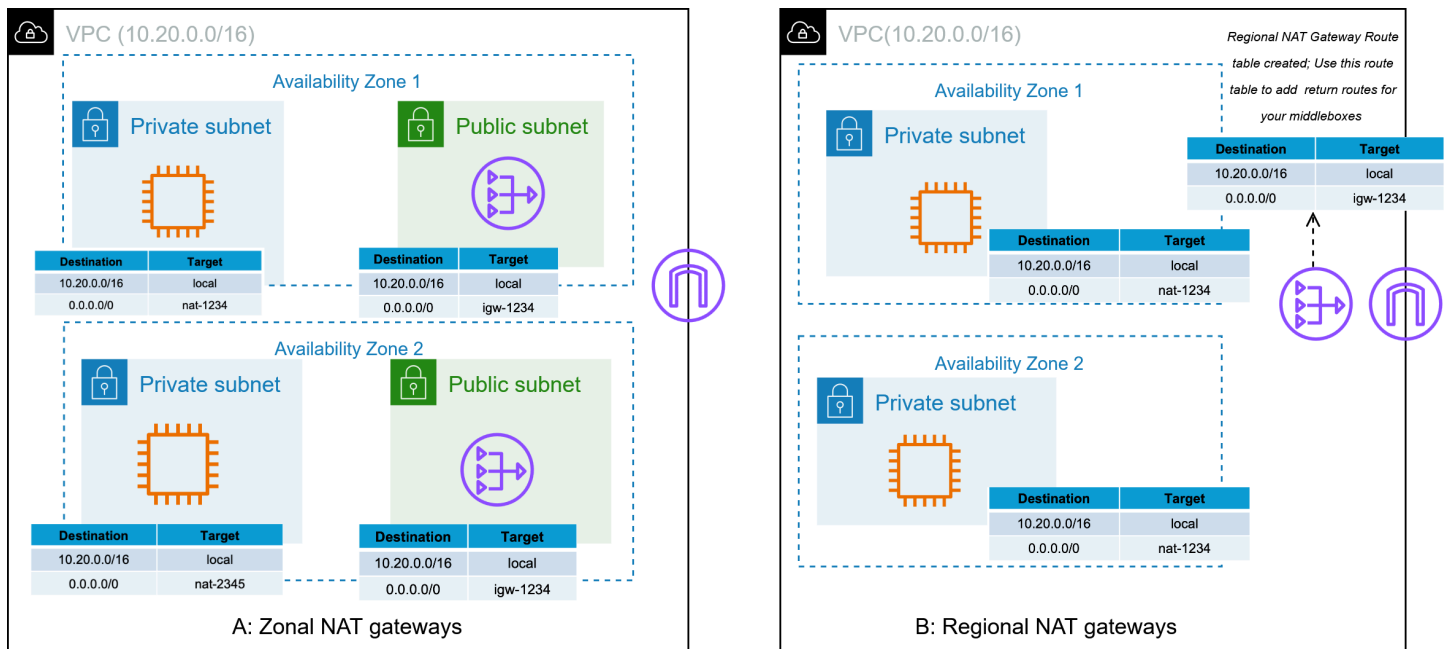 VPC (10.20.0.0/16)
Availability Zone 1
Private subnet
Public subnet
Destination Target
10.20.0.0/16 local
0.0.0.0/0 nat-1234
Destination Target
10.20.0.0/16 local
0.0.0.0/0 igw-1234
Availability Zone 2
Private subnet
Public subnet
Destination Target
10.20.0.0/16 local
0.0.0.0/0 nat-2345
Destination Target
10.20.0.0/16 local
0.0.0.0/0 igw-1234
A: Zonal NAT gateways
VPC(10.20.0.0/16)
Regional NAT Gateway Route
table created; Use this route
table to add return routes for
your middleboxes
Destination Target
10.20.0.0/16 local
0.0.0.0/0 igw-1234
Availability Zone 1
Private subnet
Destination Target
10.20.0.0/16 local
0.0.0.0/0 nat-1234
Availability Zone 2
Private subnet
Destination Target
10.20.0.0/16 local
0.0.0.0/0 nat-1234
B: Regional NAT gateways